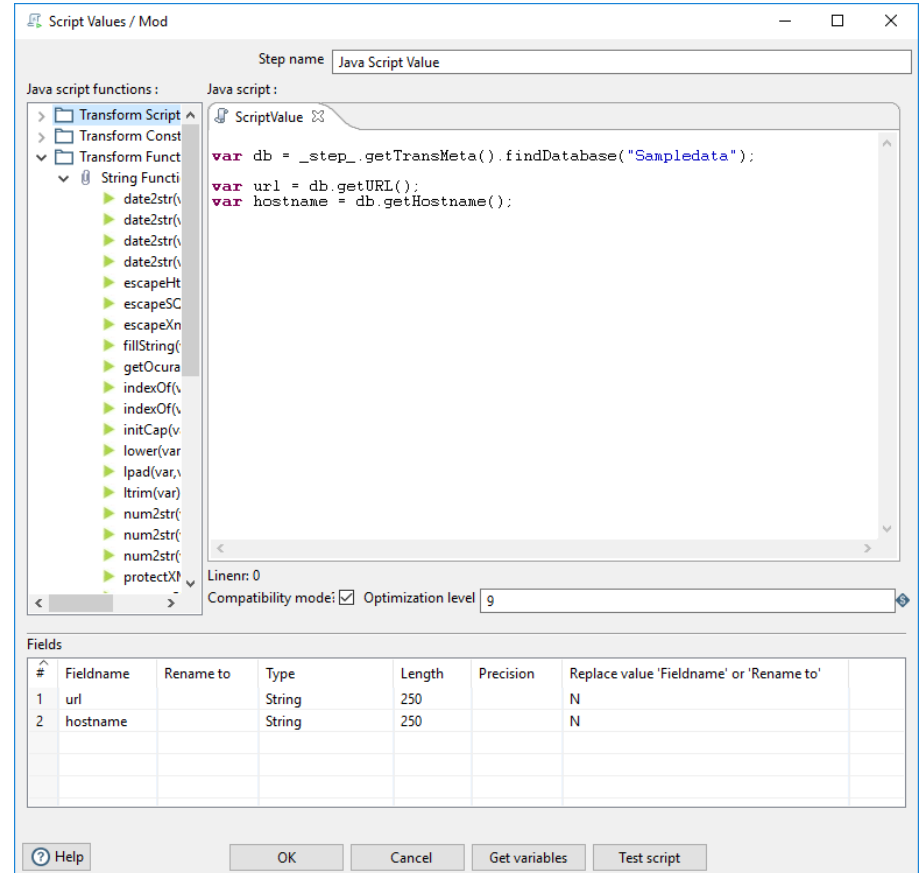 Script Values / Mod
Step name Java Script Value
Java script functions :
Java script :
Transform Script
Transform Const
Transform Funct
String Functi
date2str(v
date2str(v
date2str(v
date2str(v
escapeHt
escapeSC
escapeXn
fillString(
getOcura
indexOf(v
indexOf(v
initCap(v
lower(var
lpad(var,v
ltrim(var)
num2str(
num2str(
num2str(
protectXM
ScriptValue
var db = _step_.getTransMeta().findDatabase("Sampledata");
var url = db.getURL();
var hostname = db.getHostname();
Linenr: 0
Compatibility mode? Optimization level 9
Fields
# Fieldname Rename to Type Length Precision Replace value 'Fieldname' or 'Rename to'
1 url String 250 N
2 hostname String 250 N
Help OK Cancel Get variables Test script